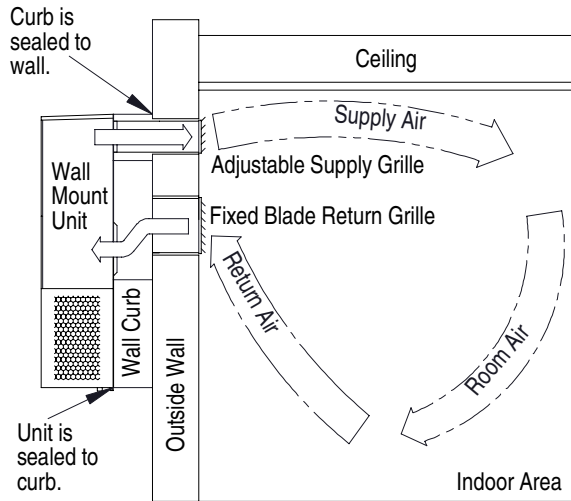 Curb is
sealed to
wall.
Ceiling
Supply Air
Adjustable Supply Grille
Wall
Mount
Unit
Fixed Blade Return Grille
Return Air
Room Air
Wall Curb
Outside Wall
Unit is
sealed to
curb.
Indoor Area